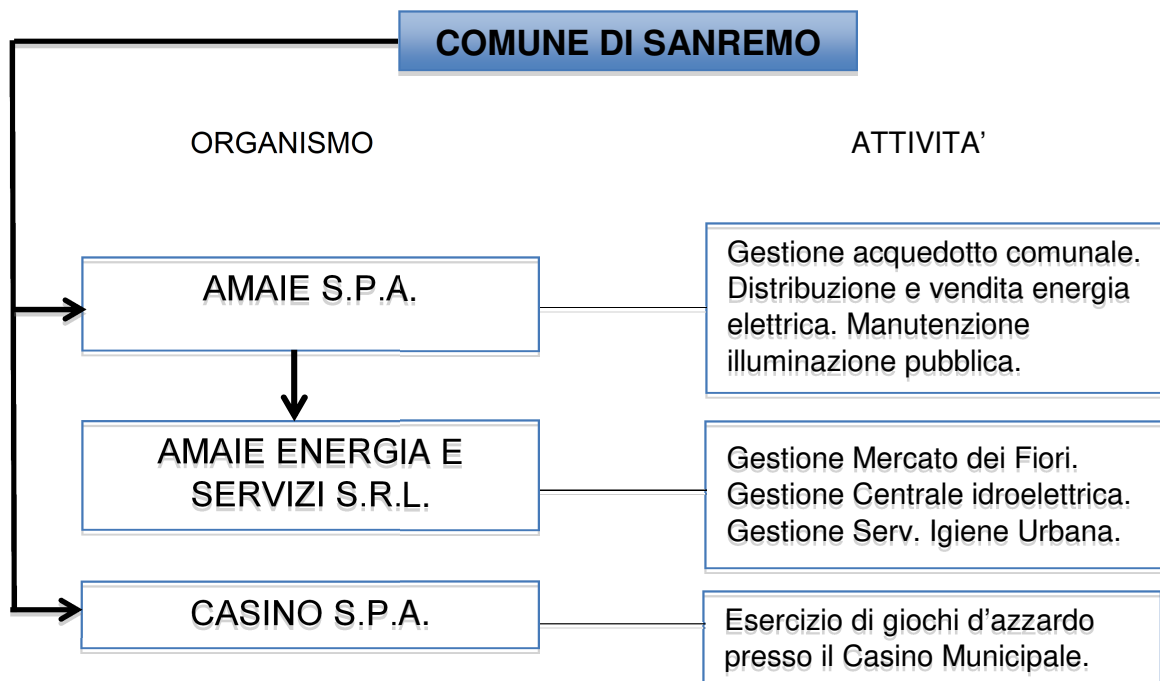 COMUNE DI SANREMO
ORGANISMO
ATTIVITA’
AMAIE S.P.A.
Gestione acquedotto comunale.
Distribuzione e vendita energia
elettrica. Manutenzione
illuminazione pubblica.
AMAIE ENERGIA E
SERVIZI S.R.L.
Gestione Mercato dei Fiori.
Gestione Centrale idroelettrica.
Gestione Serv. Igiene Urbana.
CASINO S.P.A.
Esercizio di giochi d’azzardo
presso il Casino Municipale.